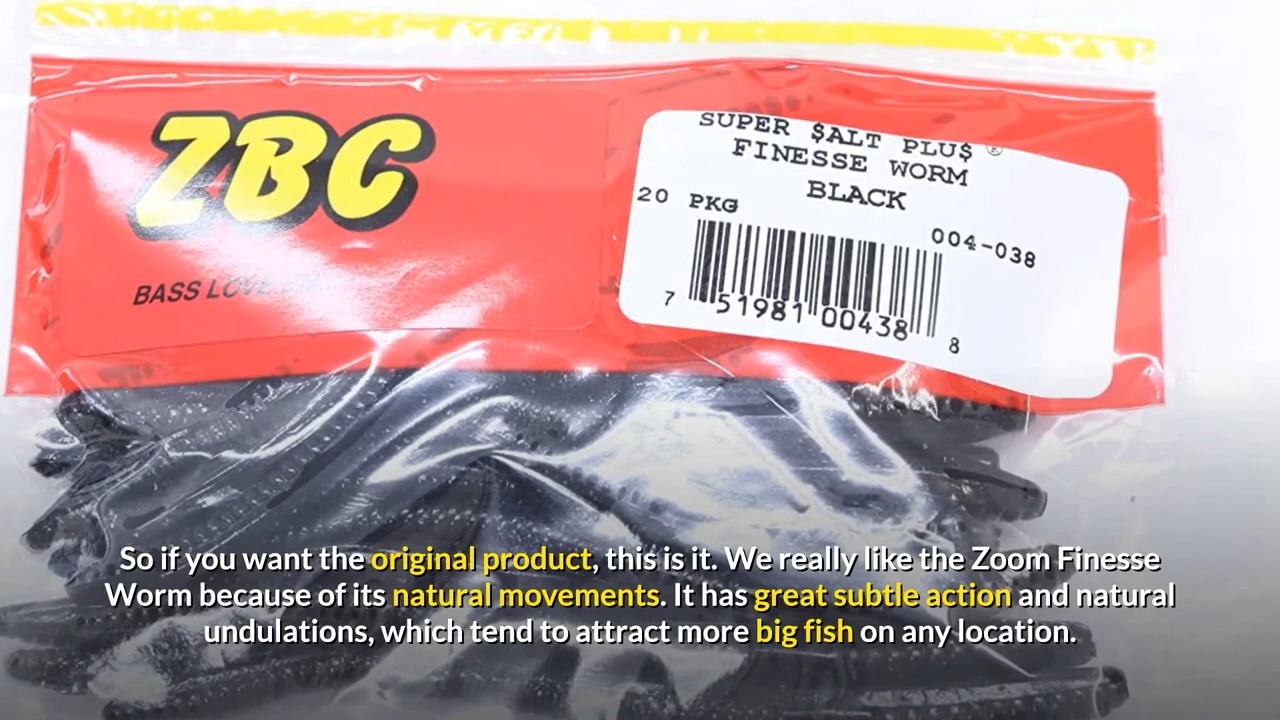 ZBC
BASS LOVE
SUPER $ALT PLU$ ®
FINESSE WORM
BLACK
20 PKG
004-038
7 51981 00438 8
So if you want the original product, this is it. We really like the Zoom Finesse
Worm because of its natural movements. It has great subtle action and natural
undulations, which tend to attract more big fish on any location.